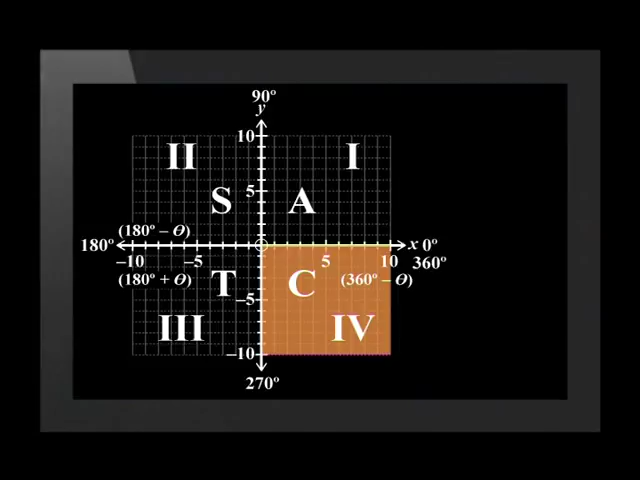 90º
y
10
II I
5
S A
(180º – Ө)
180º x 0º
–10 –5 5 10 360º
(180º + Ө) T C (360º – Ө)
–5
III IV
–10
270º